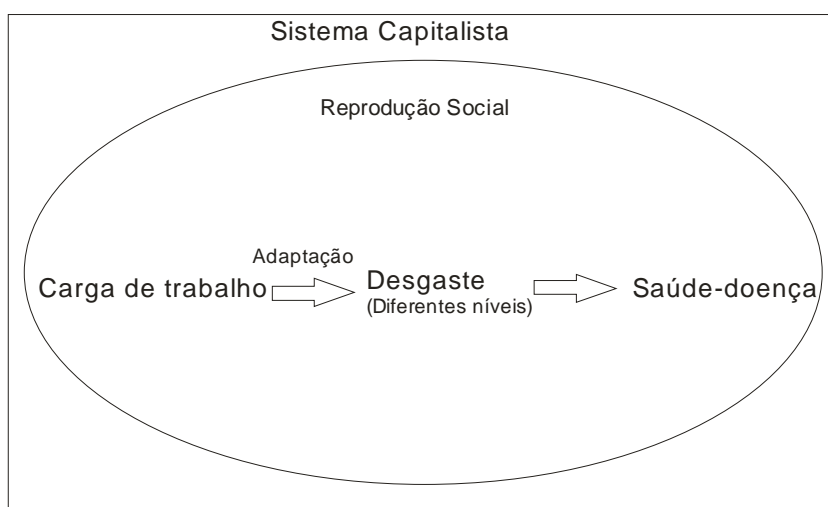 Sistema Capitalista
Reprodução Social
Adaptação
Carga de trabalho
Desgaste
(Diferentes níveis)
Saúde-doença